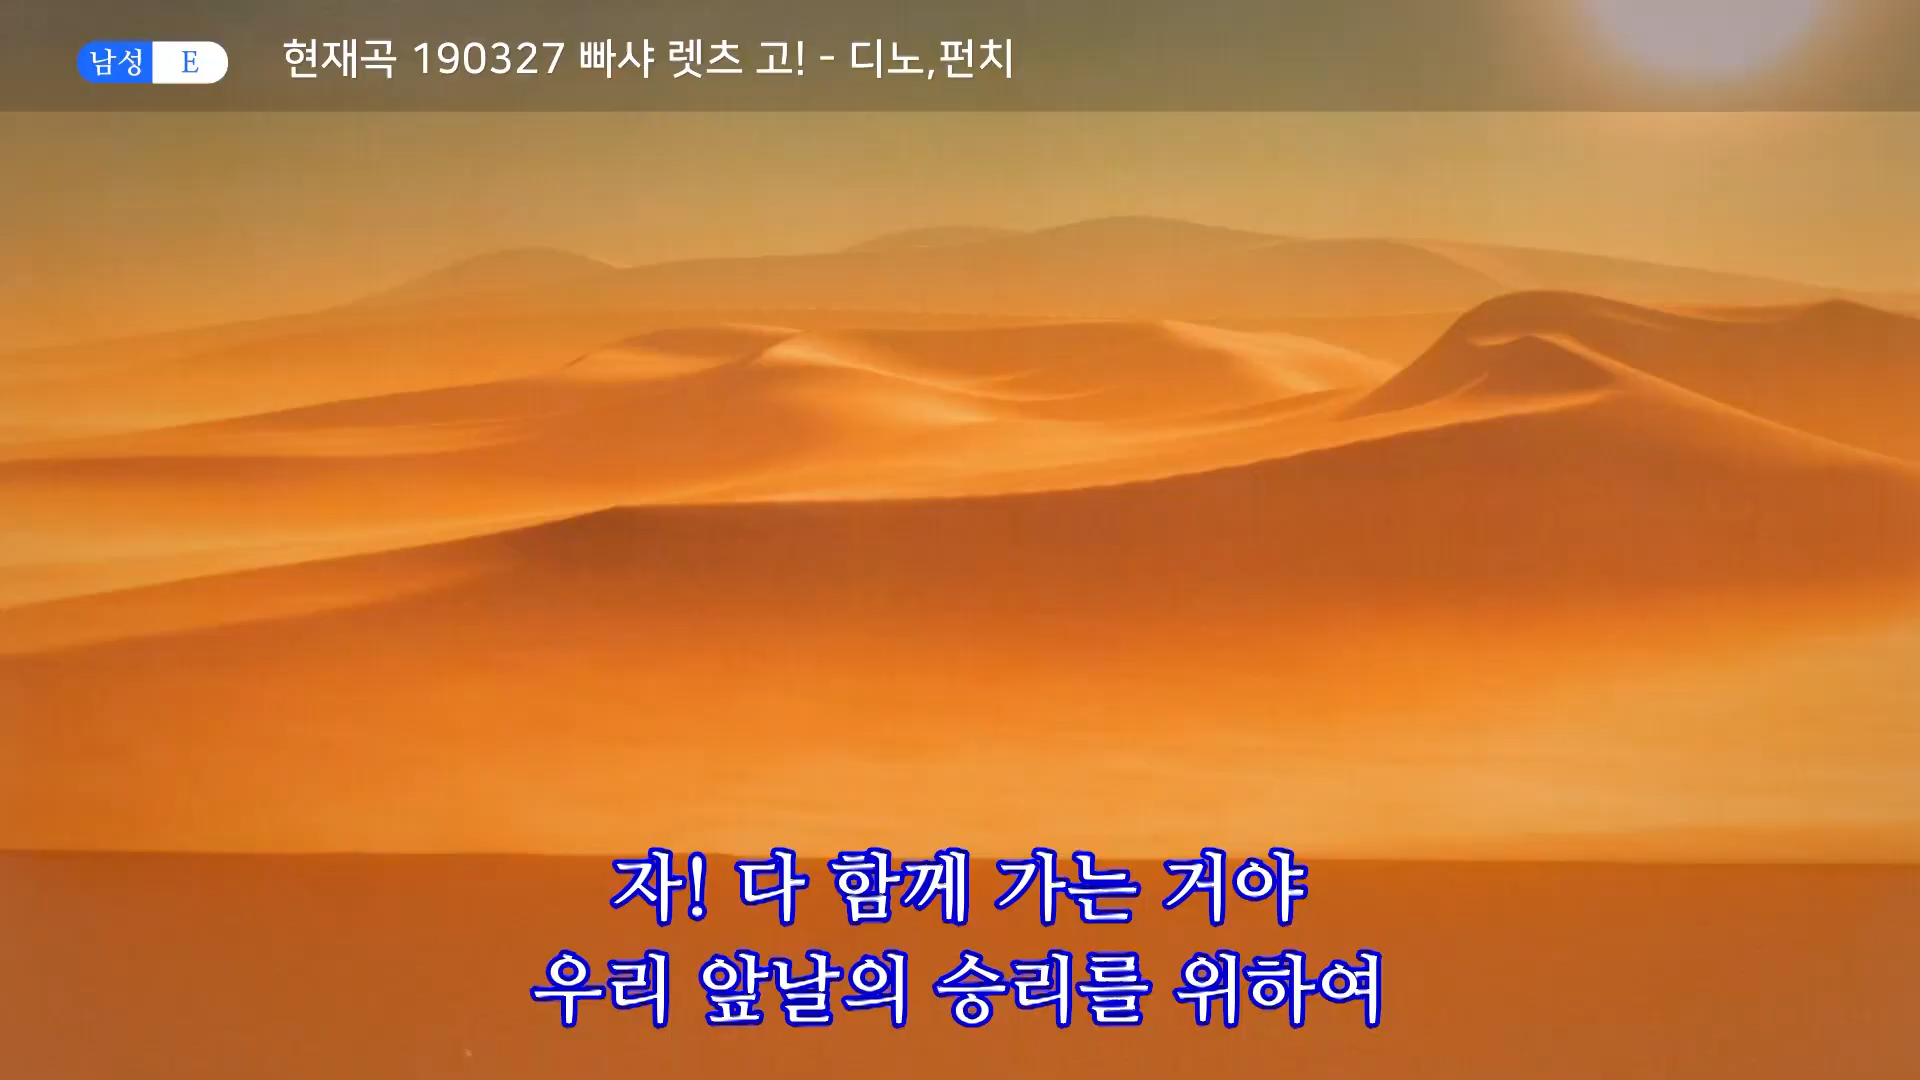 남성 E 현재곡 190327 빠샤 렛츠 고! - 디노,펀치
자! 다 함께 가는 거야
우리 앞날의 승리를 위하여